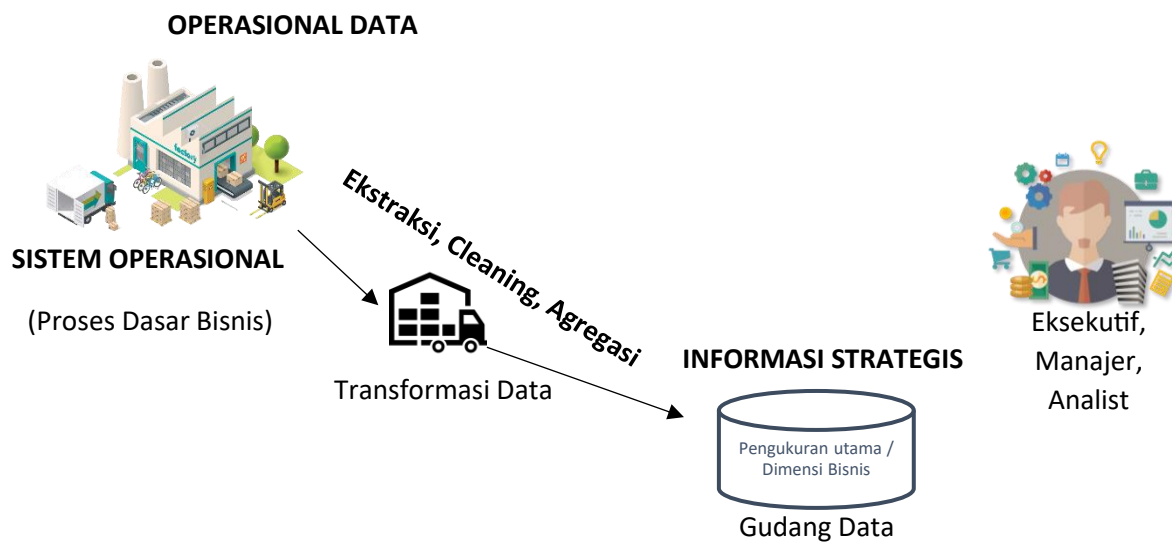 OPERASIONAL DATA
factory
SISTEM OPERASIONAL
(Proses Dasar Bisnis)
Ekstraksi, Cleaning, Agregasi
Transformasi Data
INFORMASI STRATEGIS
Pengukuran utama /
Dimensi Bisnis
Gudang Data
Eksekutif,
Manajer,
Analist